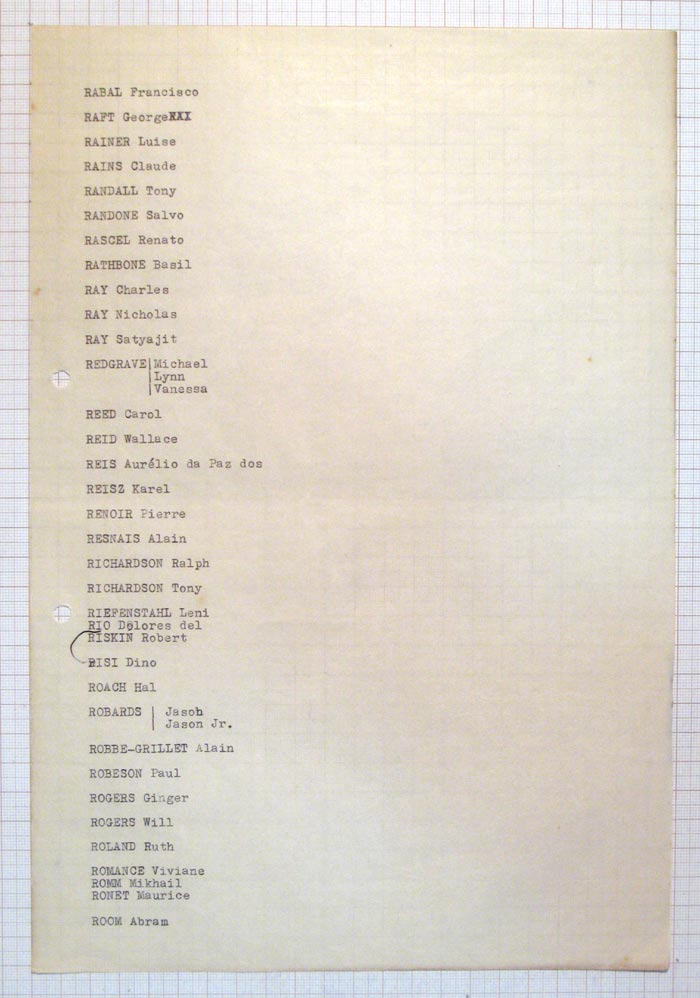 RABAL Francisco
RAFT GeorgeXXX
RAINER Luise
RAINS Claude
RANDALL Tony
RANDONE Salvo
RASCEL Renato
RATHBONE Basil
RAY Charles
RAY Nicholas
RAY Satyajit
REDGRAVE|Michael
|Lynn
|Vanessa
REED Carol
REID Wallace
REIS Aurélio da Paz dos
REISZ Karel
RENOIR Pierre
RESNAIS Alain
RICHARDSON Ralph
RICHARDSON Tony
RIEFENSTAHL Leni
RIO Dolores del
RISKIN Robert
RISI Dino
ROACH Hal
ROBARDS | Jason
| Jason Jr.
ROBBE-GRILLET Alain
ROBESON Paul
ROGERS Ginger
ROGERS Will
ROLAND Ruth
ROMANCE Viviane
ROMM Mikhail
RONET Maurice
ROOM Abram